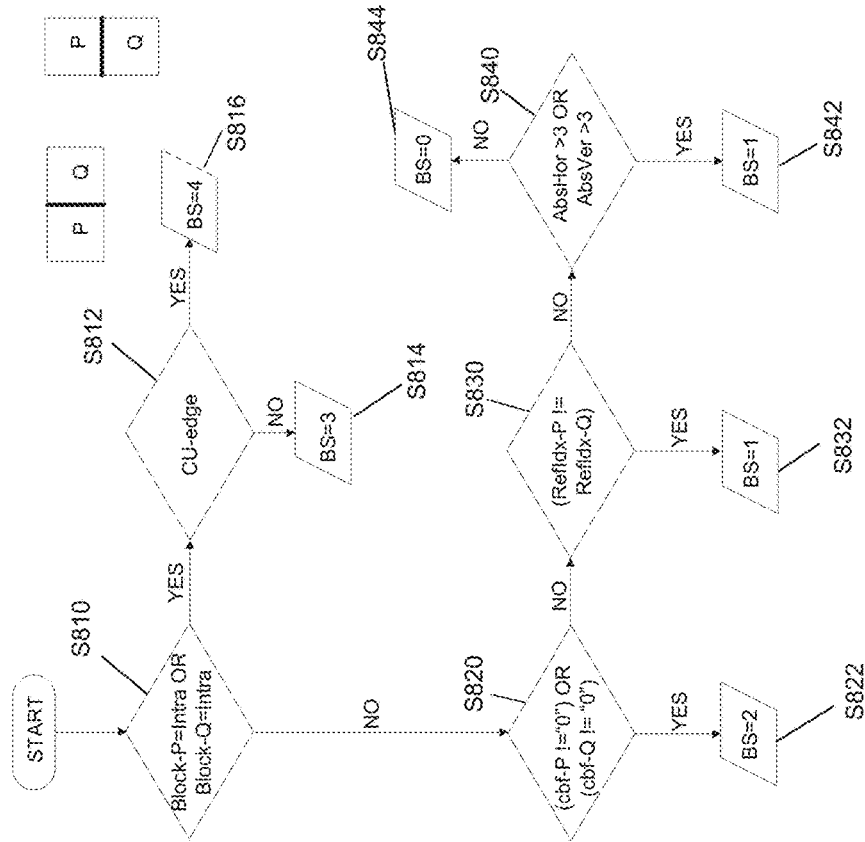 START
S810
Block-P=Intra OR
Block-Q=Intra
YES
S812
CU-edge
YES
BS=4
S816
NO
BS=3
S814
P
Q
P
Q
NO
S820
(cbf-P !="0") OR
(cbf-Q != "0")
YES
BS=2
S822
NO
S830
(RefIdx-P !=
RefIdx-Q)
YES
BS=1
S832
NO
S840
AbsHor >3 OR
AbsVer >3
NO
BS=0
S844
YES
BS=1
S842